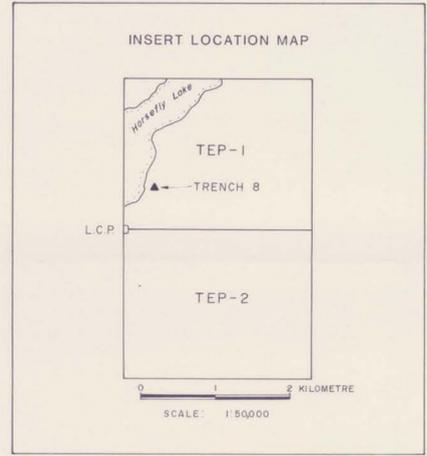 INSERT LOCATION MAP
Horsefly Lake
TEP-1
TRENCH 8
L.C.P.
TEP-2
0 1 2 KILOMETRE
SCALE: 1:50,000